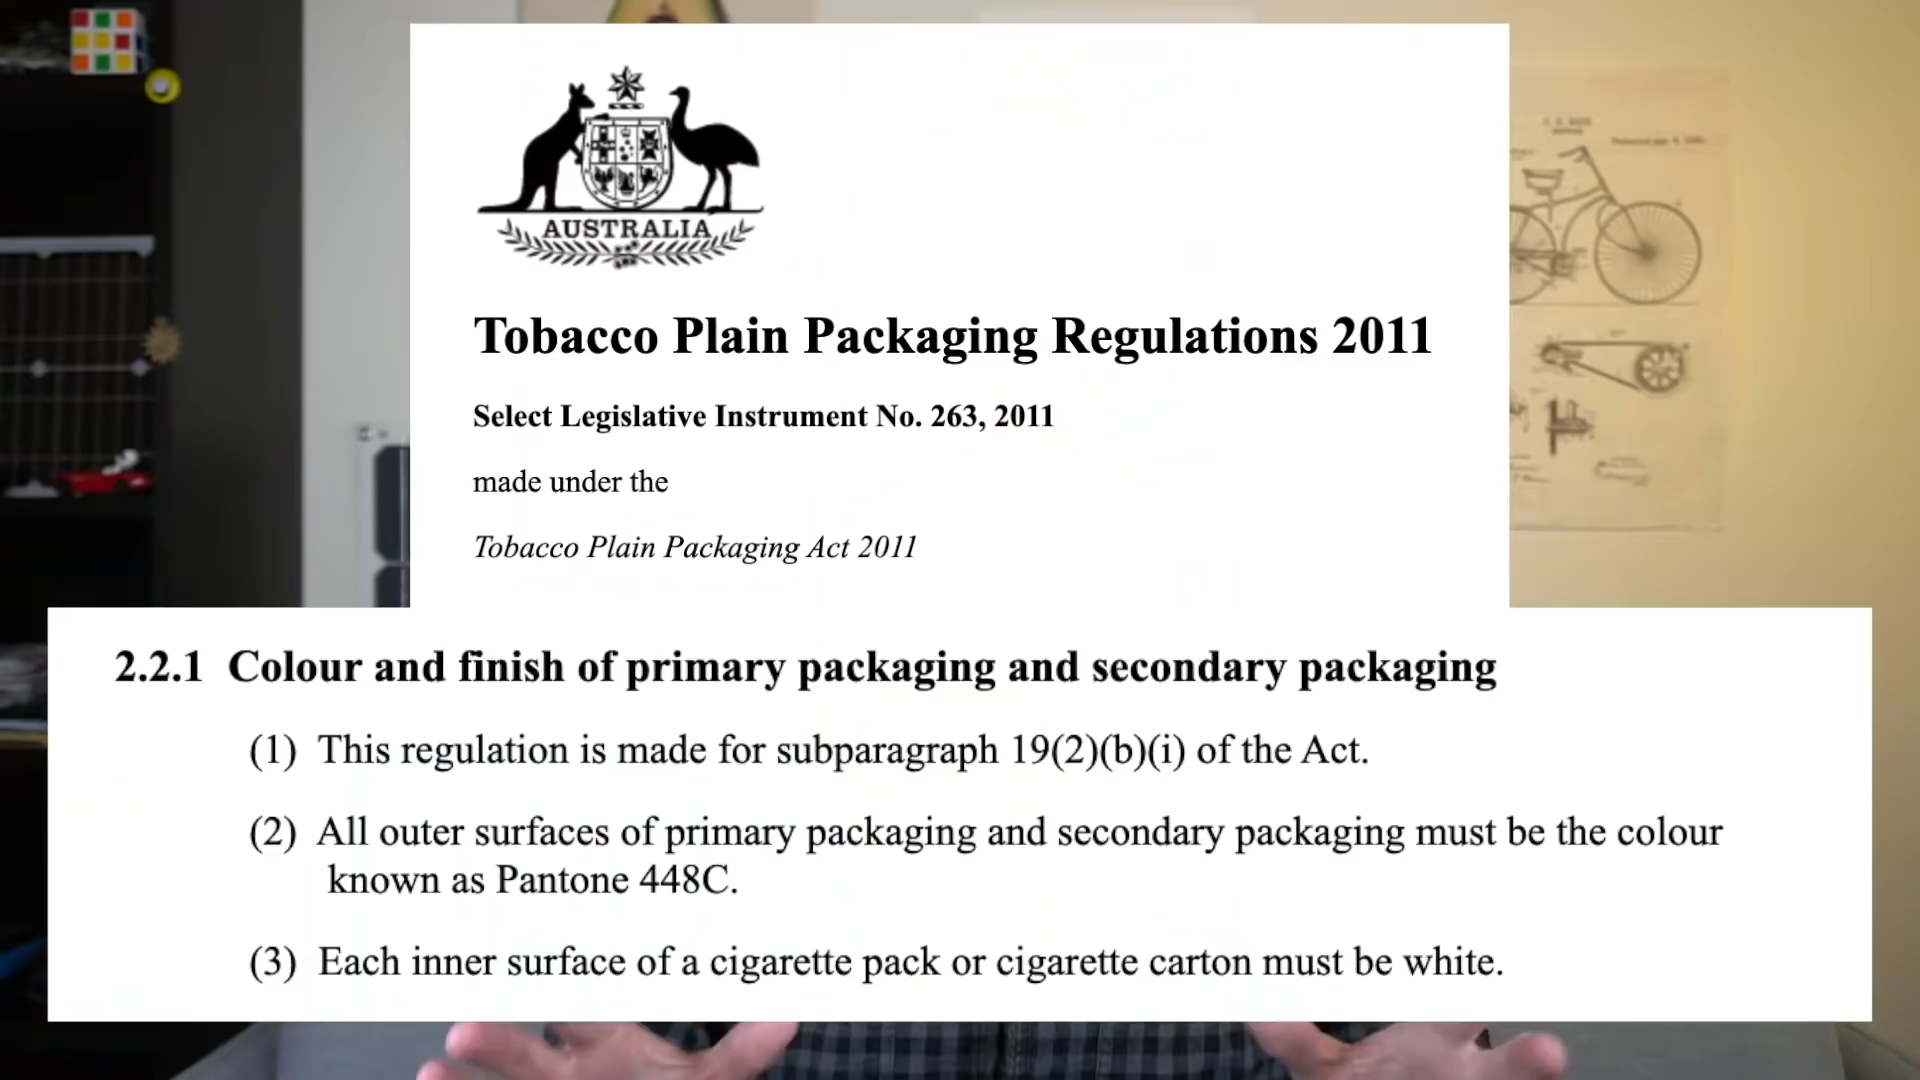 AUSTRALIA
Tobacco Plain Packaging Regulations 2011
Select Legislative Instrument No. 263, 2011
made under the
Tobacco Plain Packaging Act 2011
2.2.1 Colour and finish of primary packaging and secondary packaging
(1) This regulation is made for subparagraph 19(2)(b)(i) of the Act.
(2) All outer surfaces of primary packaging and secondary packaging must be the colour
known as Pantone 448C.
(3) Each inner surface of a cigarette pack or cigarette carton must be white.